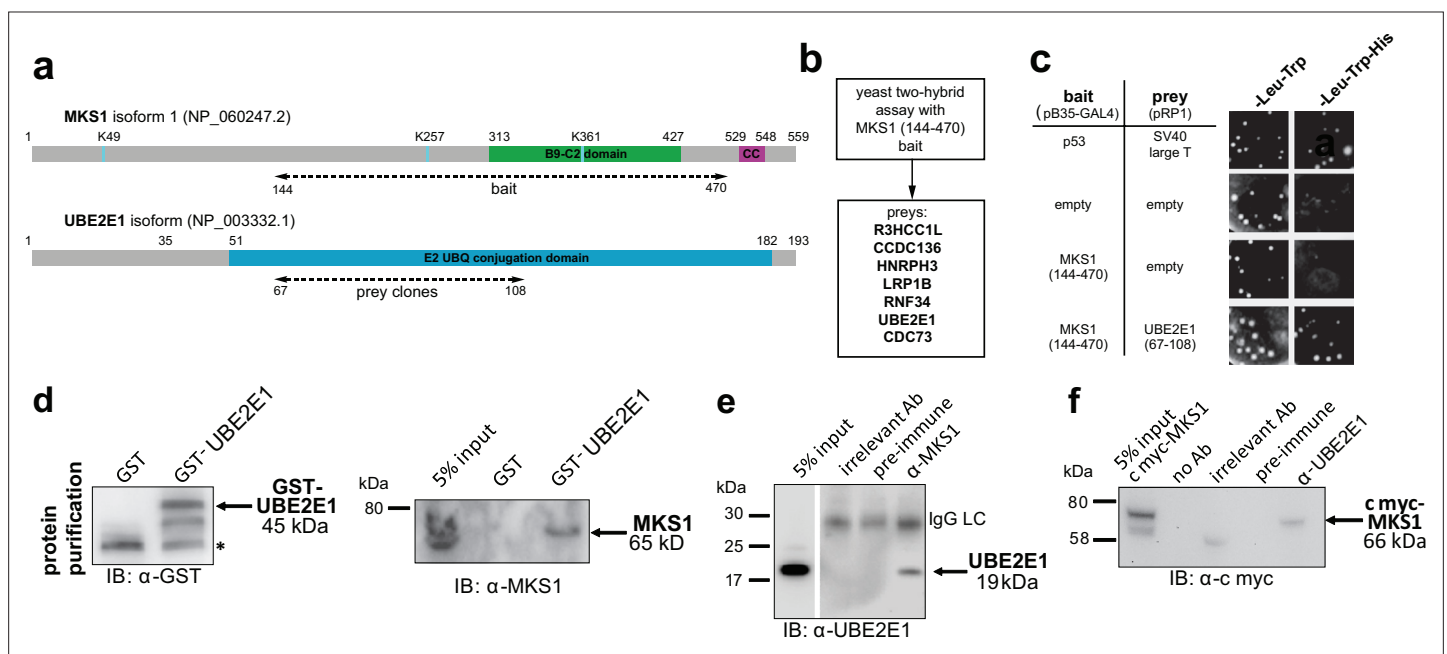 a
MKS1 isoform 1 (NP_060247.2)
1 K49 K257 313 K361 427 529 548 559
B9-C2 domain CC
144 bait 470
UBE2E1 isoform (NP_003332.1)
1 35 51 182 193
E2 UBQ conjugation domain
67 prey clones 108
b
yeast two-hybrid
assay with
MKS1 (144-470)
bait
preys:
R3HCC1L
CCDC136
HNRPH3
LRP1B
RNF34
UBE2E1
CDC73
c
bait prey -Leu-Trp -Leu-Trp-His
(pB35-GAL4) (pRP1)
p53 SV40
large T
a
empty empty
MKS1 empty
(144-470)
MKS1 UBE2E1
(144-470) (67-108)
d
protein
purification
GST GST- UBE2E1
GST-
UBE2E1
45 kDa
*
IB: α-GST
5% input GST GST- UBE2E1
kDa
80
MKS1
65 kD
IB: α-MKS1
e
5% input irrelevant Ab pre-immune α-MKS1
kDa
30 IgG LC
25
17
UBE2E1
19kDa
IB: α-UBE2E1
f
5% input
c myc-MKS1 no Ab irrelevant Ab pre-immune α-UBE2E1
kDa
80
58
c myc-
MKS1
66 kDa
IB: α-c myc